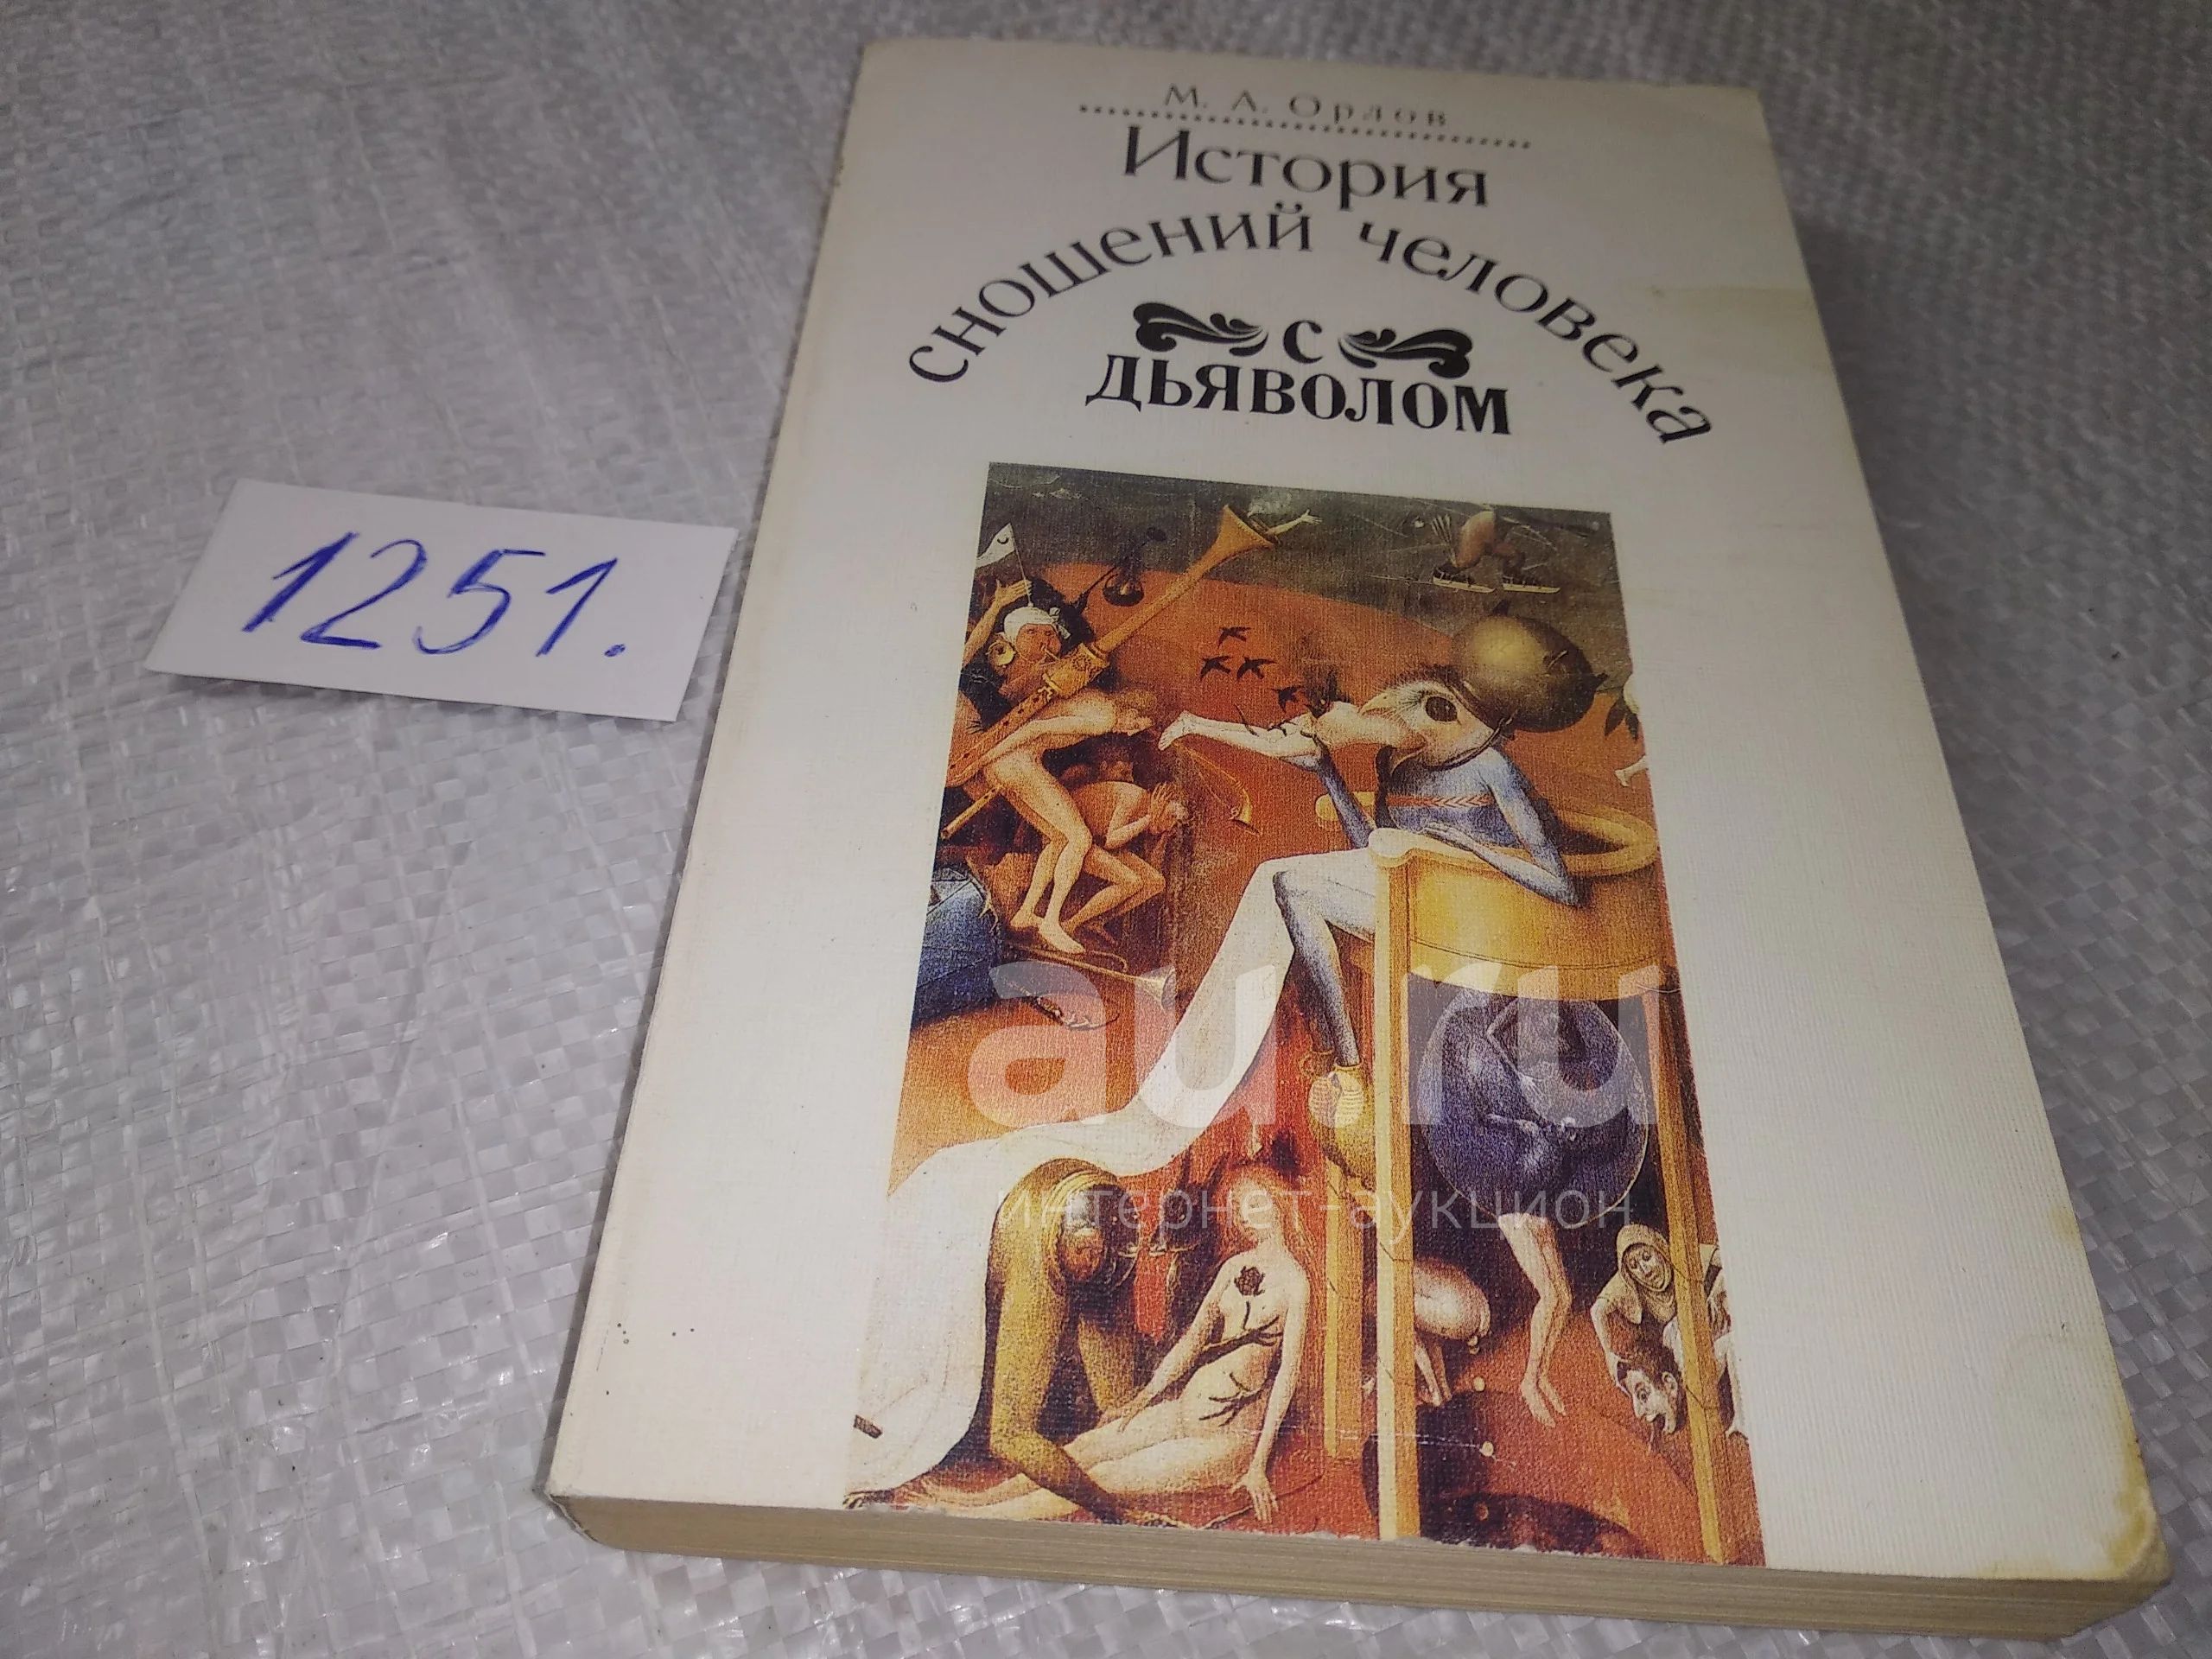 М. А. Орлов
История
сношений человека
с
дьяволом
1251.
au.ru
интернет-аукцион